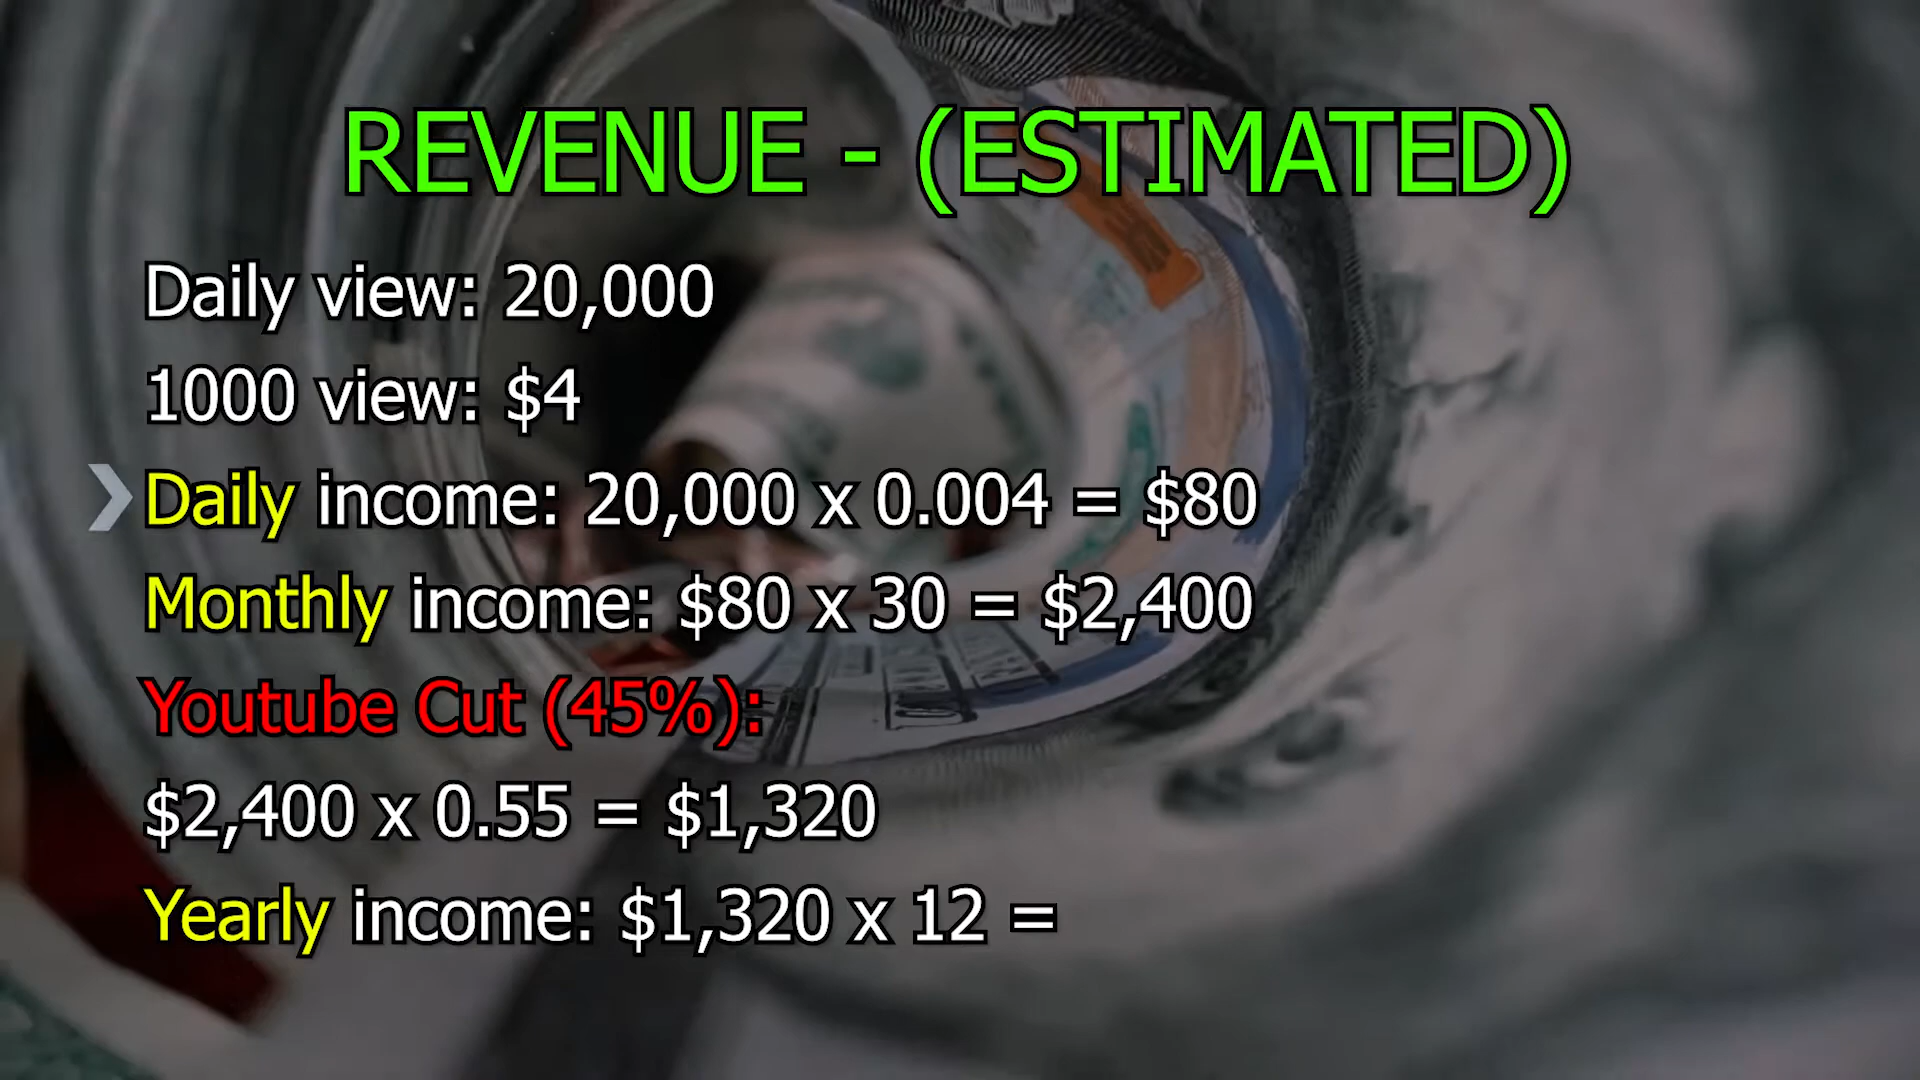 REVENUE - (ESTIMATED)
Daily view: 20,000
1000 view: $4
Daily income: 20,000 x 0.004 = $80
Monthly income: $80 x 30 = $2,400
Youtube Cut (45%):
$2,400 x 0.55 = $1,320
Yearly income: $1,320 x 12 =